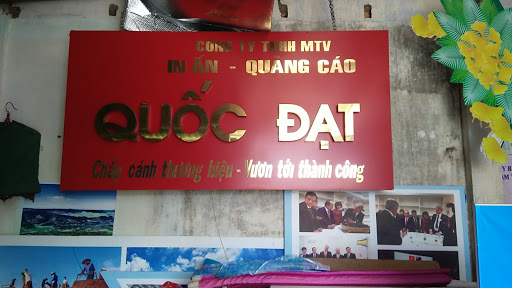 CÔNG TY TNHH MTV
IN ẤN - QUẢNG CÁO
QUỐC ĐẠT
Chắp cánh thương hiệu - Vươn tới thành công